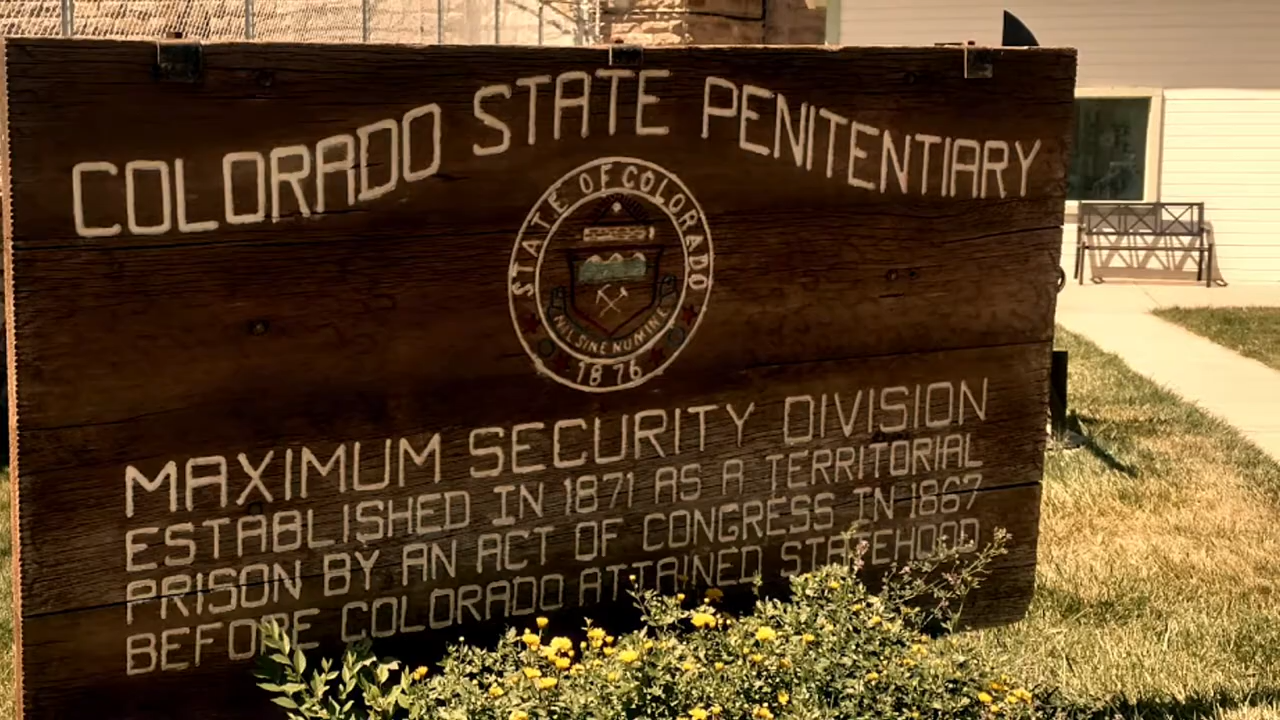 COLORADO STATE PENITENTIARY
STATE OF COLORADO
NIL SINE NUMINE
1876
MAXIMUM SECURITY DIVISION
ESTABLISHED IN 1871 AS A TERRITORIAL
PRISON BY AN ACT OF CONGRESS IN 1867
BEFORE COLORADO ATTAINED STATEHOOD